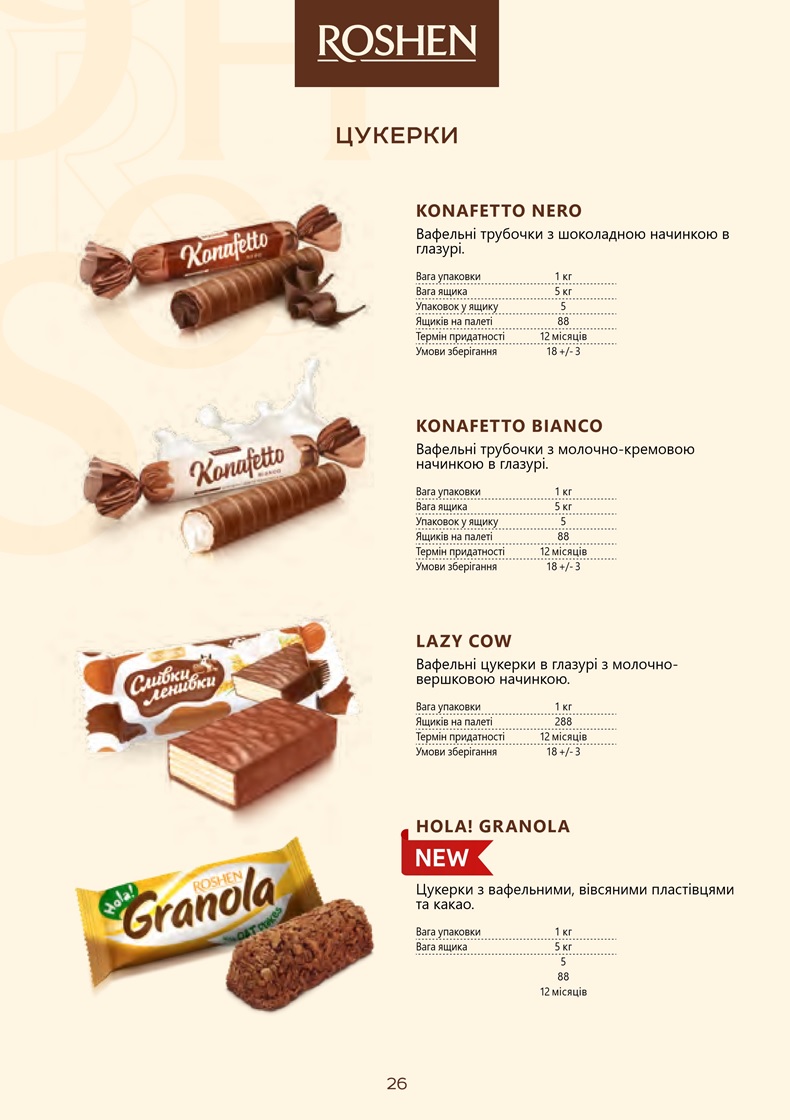 ROSHEN
ЦУКЕРКИ
KONAFETTO NERO
Вафельні трубочки з шоколадною начинкою в
глазурі.
Вага упаковки 1 кг
Вага ящика 5 кг
Упаковок у ящику 5
Ящиків на палеті 88
Термін придатності 12 місяців
Умови зберігання 18 +/- 3
Konafetto
NERO
KONAFETTO BIANCO
Вафельні трубочки з молочно-кремовою
начинкою в глазурі.
Вага упаковки 1 кг
Вага ящика 5 кг
Упаковок у ящику 5
Ящиків на палеті 88
Термін придатності 12 місяців
Умови зберігання 18 +/- 3
Konafetto
BIANCO
LAZY COW
Вафельні цукерки в глазурі з молочно-
вершковою начинкою.
Вага упаковки 1 кг
Ящиків на палеті 288
Термін придатності 12 місяців
Умови зберігання 18 +/- 3
Сливки
ленивки
HOLA! GRANOLA
NEW
Цукерки з вафельними, вівсяними пластівцями
та какао.
Вага упаковки 1 кг
Вага ящика 5 кг
5
88
12 місяців
Hola!
ROSHEN
Granola
OAT FLAKES
26